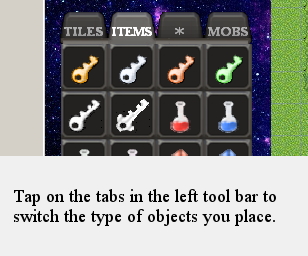 TILES ITEMS * MOBS
Tap on the tabs in the left tool bar to
switch the type of objects you place.